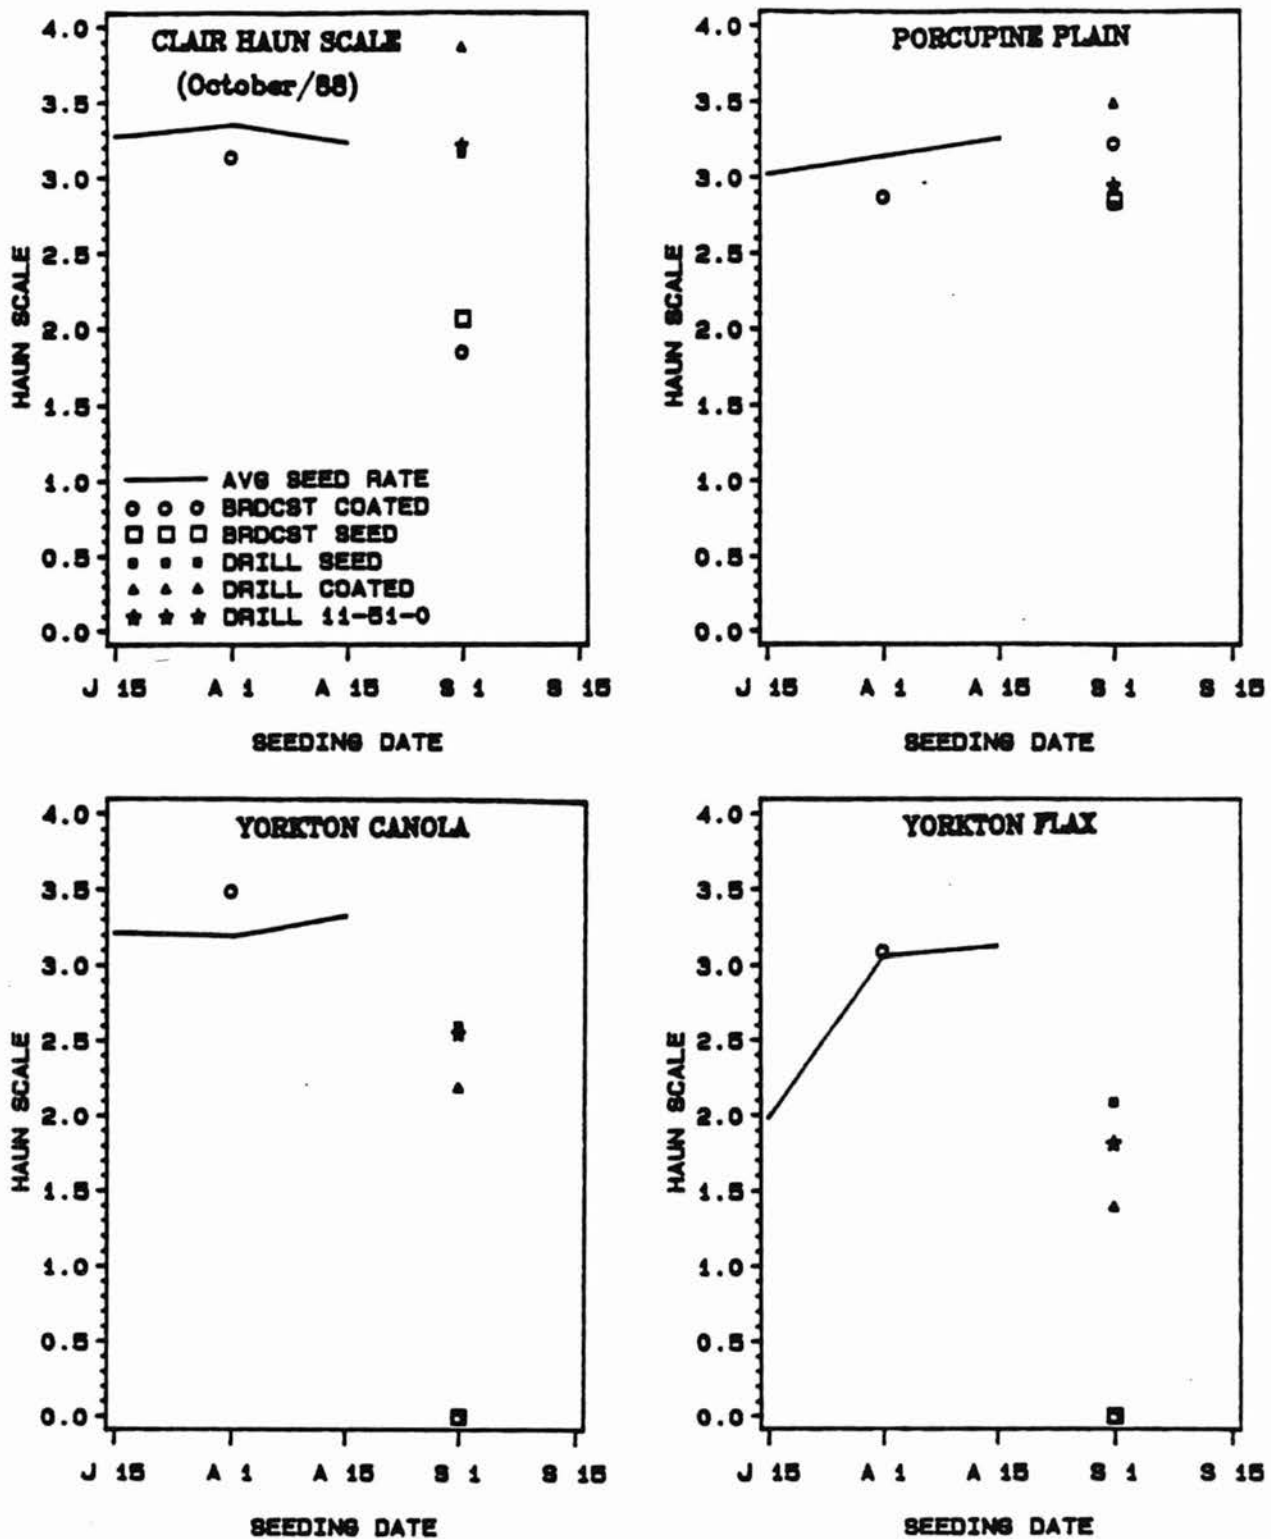 CLAIR HAUN SCALE
(October/88)
HAUN SCALE
4.0
3.5
3.0
2.5
2.0
1.5
1.0
0.5
0.0
AVG SEED RATE
BRDCST COATED
BRDCST SEED
DRILL SEED
DRILL COATED
DRILL 11-51-0
J 15 A 1 A 15 S 1 S 15
SEEDING DATE
PORCUPINE PLAIN
HAUN SCALE
4.0
3.5
3.0
2.5
2.0
1.5
1.0
0.5
0.0
J 15 A 1 A 15 S 1 S 15
SEEDING DATE
YORKTON CANOLA
HAUN SCALE
4.0
3.5
3.0
2.5
2.0
1.5
1.0
0.5
0.0
J 15 A 1 A 15 S 1 S 15
SEEDING DATE
YORKTON FLAX
HAUN SCALE
4.0
3.5
3.0
2.5
2.0
1.5
1.0
0.5
0.0
J 15 A 1 A 15 S 1 S 15
SEEDING DATE